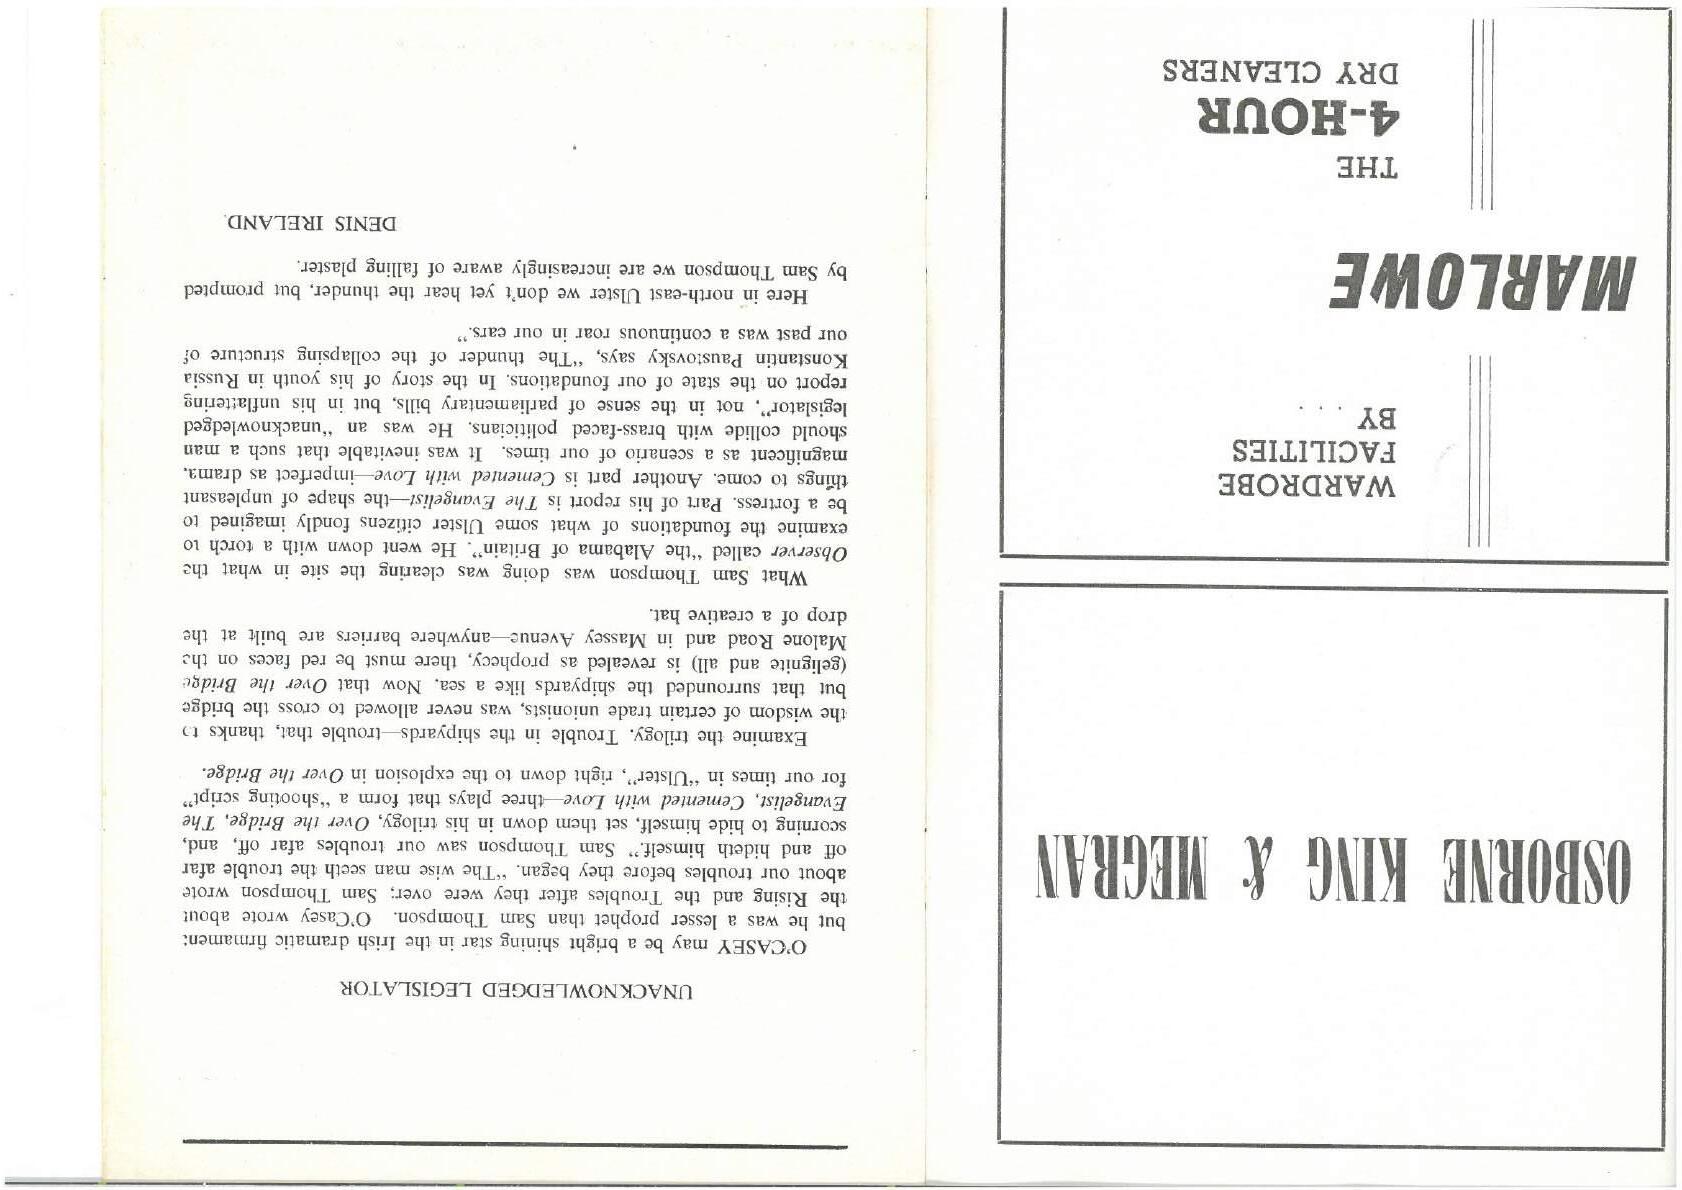 OSBORNE KING & MEGRAN
WARDROBE
FACILITIES
BY . . .
MARLOWE
THE
4-HOUR
DRY CLEANERS
UNACKNOWLEDGED LEGISLATOR
O'CASEY may be a bright shining star in the Irish dramatic firmament;
but he was a lesser prophet than Sam Thompson. O'Casey wrote about
the Rising and the Troubles after they were over; Sam Thompson wrote
about our troubles before they began. "The wise man seeth the trouble afar
off and hideth himself." Sam Thompson saw our troubles afar off, and,
scorning to hide himself, set them down in his trilogy, Over the Bridge, The
Evangelist, Cemented with Love—three plays that form a "shooting script"
for our times in "Ulster", right down to the explosion in Over the Bridge.
Examine the trilogy. Trouble in the shipyards—trouble that, thanks to
the wisdom of certain trade unionists, was never allowed to cross the bridge
but that surrounded the shipyards like a sea. Now that Over the Bridge
(gelignite and all) is revealed as prophecy, there must be red faces on the
Malone Road and in Massey Avenue—anywhere barriers are built at the
drop of a creative hat.
What Sam Thompson was doing was clearing the site in what the
Observer called "the Alabama of Britain". He went down with a torch to
examine the foundations of what some Ulster citizens fondly imagined to
be a fortress. Part of his report is The Evangelist—the shape of unpleasant
things to come. Another part is Cemented with Love—imperfect as drama,
magnificent as a scenario of our times. It was inevitable that such a man
should collide with brass-faced politicians. He was an "unacknowledged
legislator", not in the sense of parliamentary bills, but in his unflattering
report on the state of our foundations. In the story of his youth in Russia
Konstantin Paustovsky says, "The thunder of the collapsing structure of
our past was a continuous roar in our ears."
Here in north-east Ulster we don't yet hear the thunder, but prompted
by Sam Thompson we are increasingly aware of falling plaster.
DENIS IRELAND.